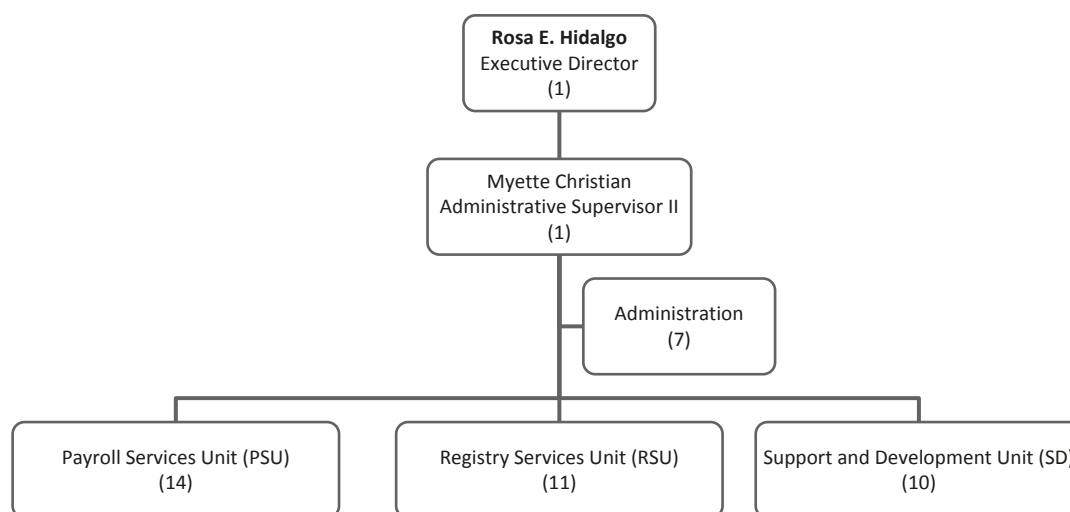 Rosa E. Hidalgo
Executive Director
(1)
Myette Christian
Administrative Supervisor II
(1)
Administration
(7)
Payroll Services Unit (PSU)
(14)
Registry Services Unit (RSU)
(11)
Support and Development Unit (SD)
(10)